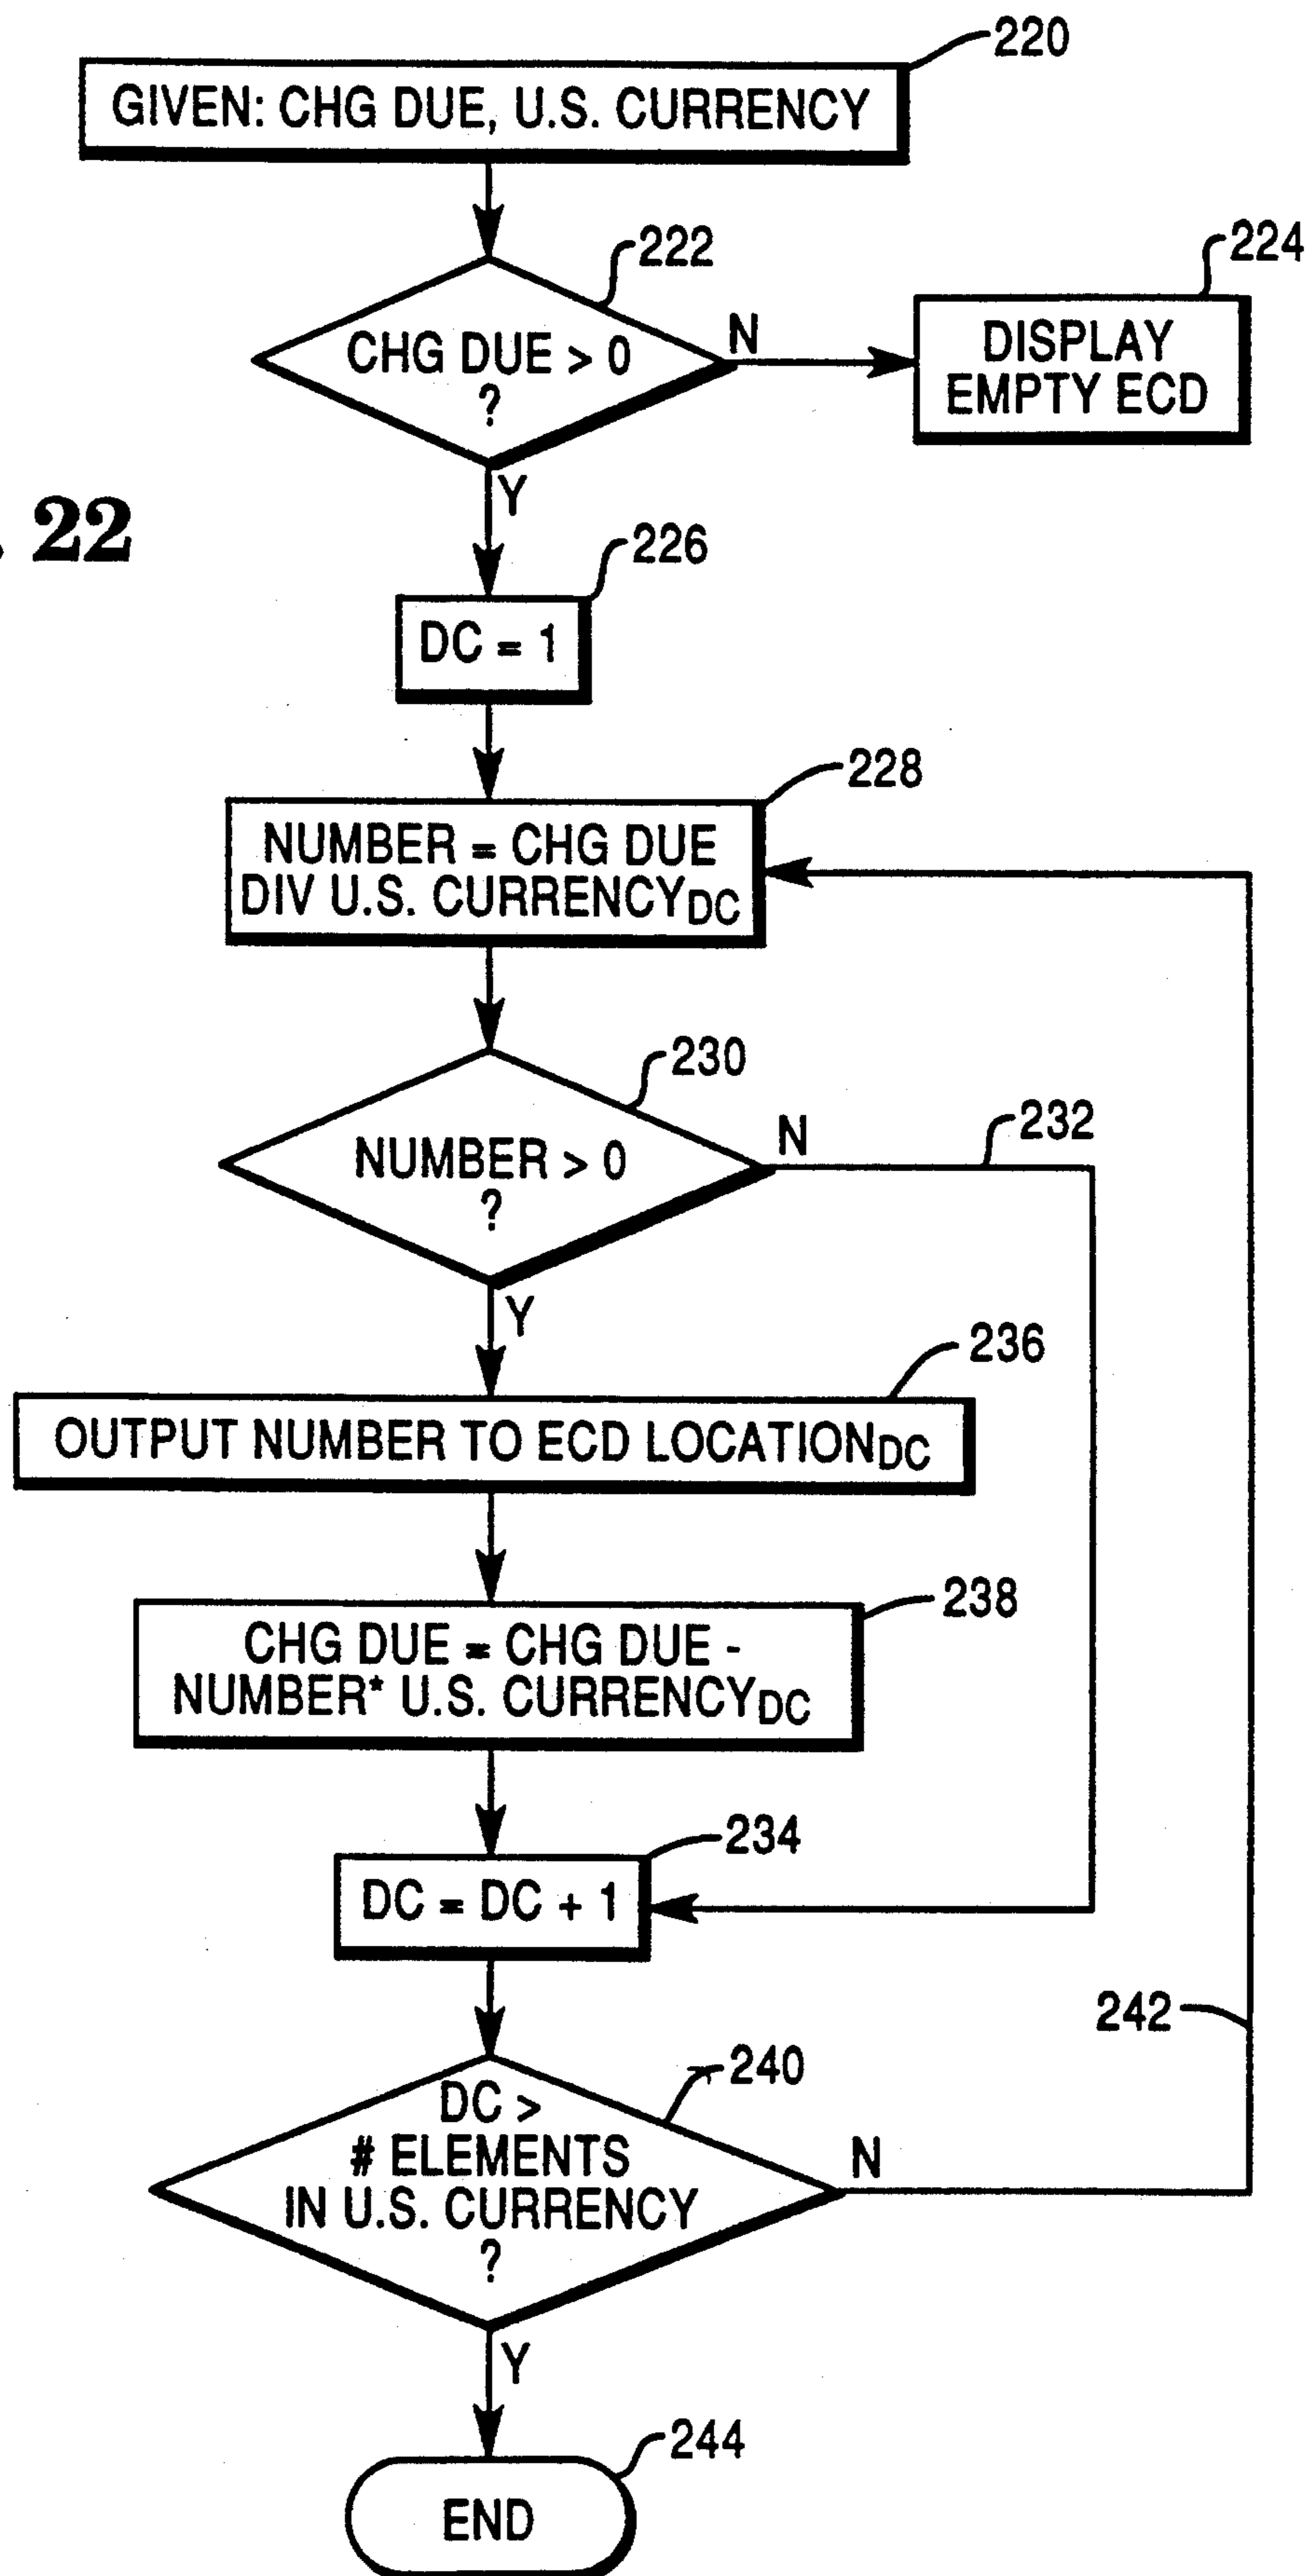 220
GIVEN: CHG DUE, U.S. CURRENCY
222
224
CHG DUE > 0
?
N
DISPLAY
EMPTY ECD
Y
22
226
DC = 1
228
NUMBER = CHG DUE
DIV U.S. CURRENCYDC
230
NUMBER > 0
?
N
232
Y
236
OUTPUT NUMBER TO ECD LOCATIONDC
238
CHG DUE = CHG DUE -
NUMBER* U.S. CURRENCYDC
234
DC = DC + 1
242
240
DC >
# ELEMENTS
IN U.S. CURRENCY
?
N
Y
244
END